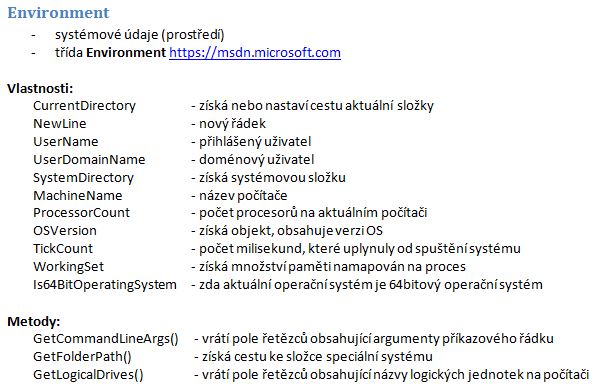 Environment
- systémové údaje (prostředí)
- třída Environment https://msdn.microsoft.com
Vlastnosti:
CurrentDirectory - získá nebo nastaví cestu aktuální složky
NewLine - nový řádek
UserName - přihlášený uživatel
UserDomainName - doménový uživatel
SystemDirectory - získá systémovou složku
MachineName - název počítače
ProcessorCount - počet procesorů na aktuálním počítači
OSVersion - získá objekt, obsahuje verzi OS
TickCount - počet milisekund, které uplynuly od spuštění systému
WorkingSet - získá množství paměti namapován na proces
Is64BitOperatingSystem - zda aktuální operační systém je 64bitový operační systém
Metody:
GetCommandLineArgs() - vrátí pole řetězců obsahující argumenty příkazového řádku
GetFolderPath() - získá cestu ke složce speciální systému
GetLogicalDrives() - vrátí pole řetězců obsahující názvy logických jednotek na počítači